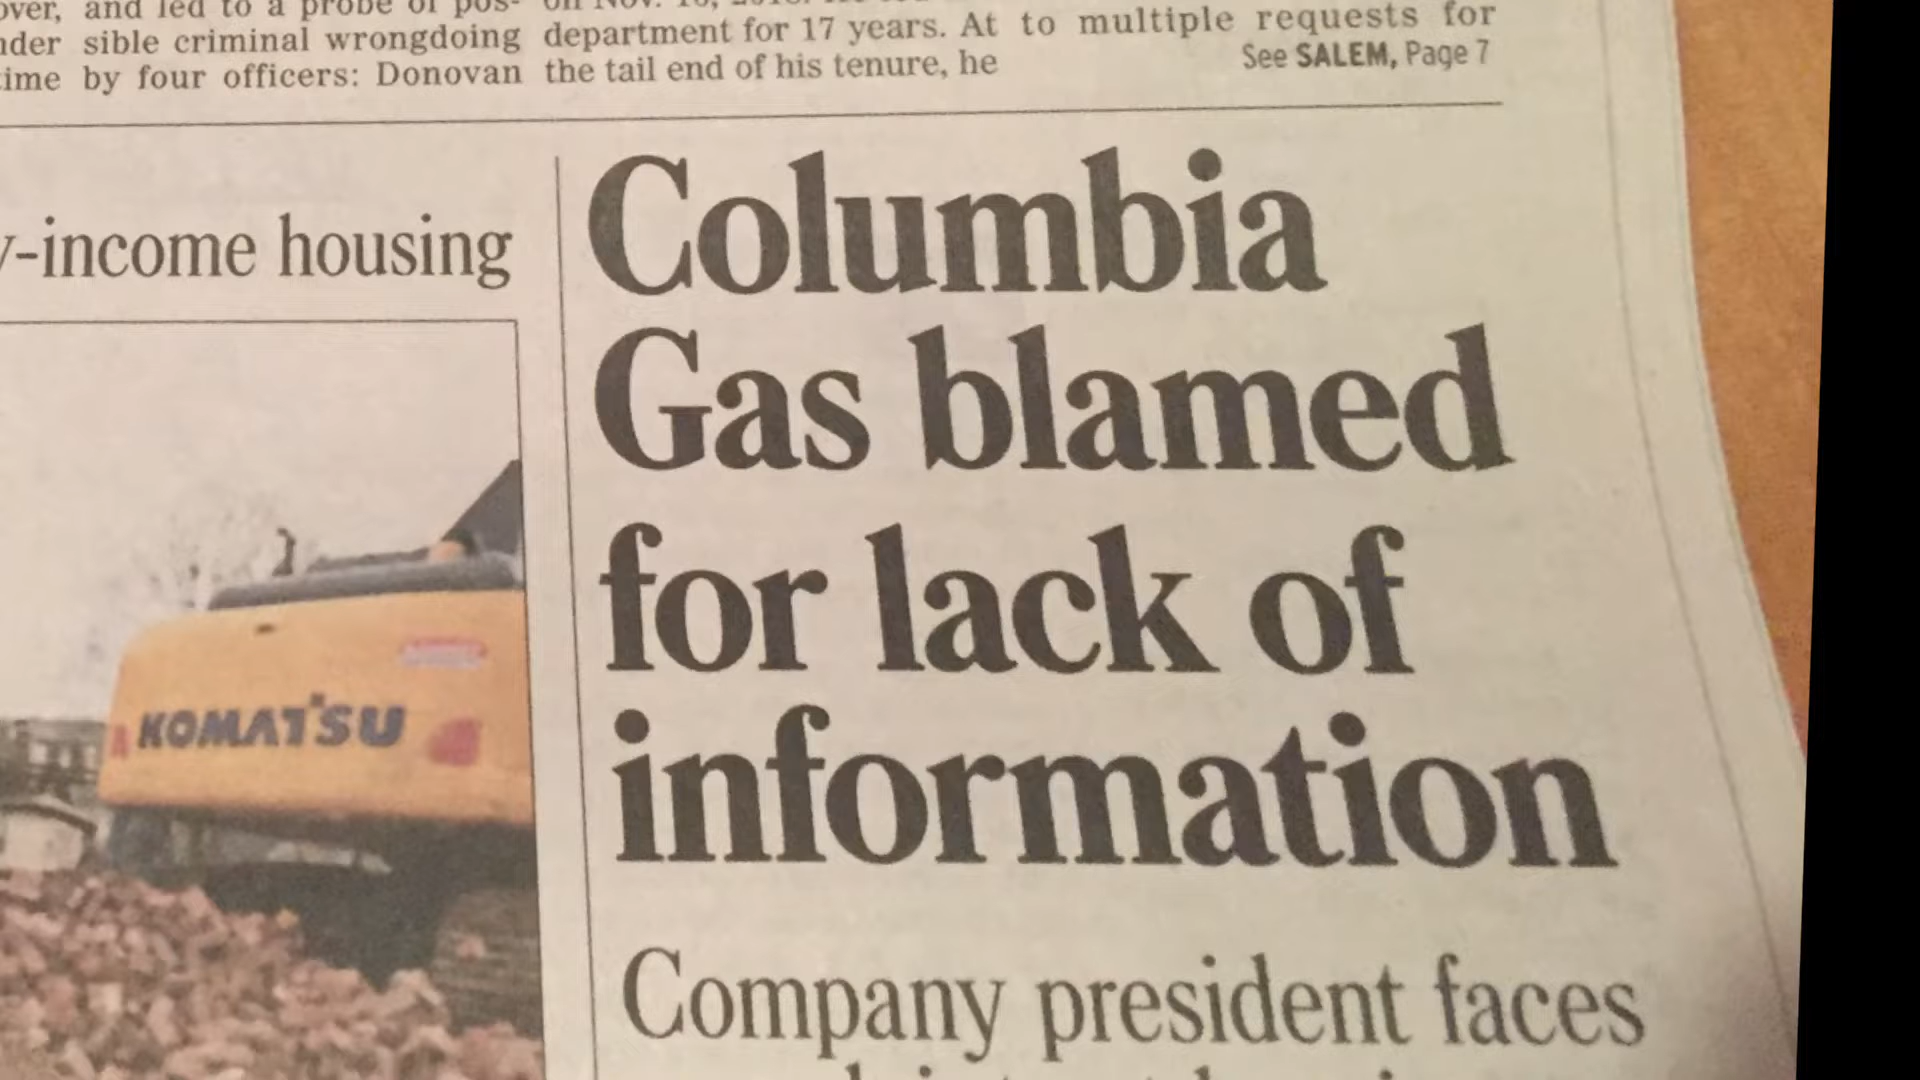 over, and led to a probe of pos-
sible criminal wrongdoing
time by four officers: Donovan
department for 17 years. At
the tail end of his tenure, he
to multiple requests for
See SALEM, Page 7
-income housing
KOMATSU
Columbia
Gas blamed
for lack of
information
Company president faces